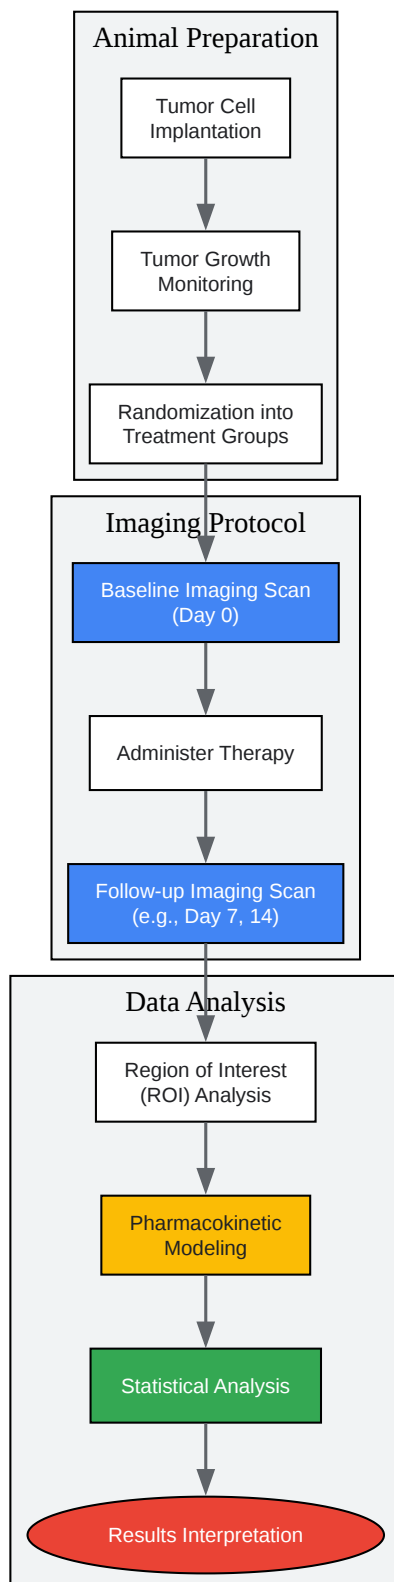 Animal Preparation
Tumor Cell
Implantation
Tumor Growth
Monitoring
Randomization into
Treatment Groups
Imaging Protocol
Baseline Imaging Scan
(Day 0)
Administer Therapy
Follow-up Imaging Scan
(e.g., Day 7, 14)
Data Analysis
Region of Interest
(ROI) Analysis
Pharmacokinetic
Modeling
Statistical Analysis
Results Interpretation